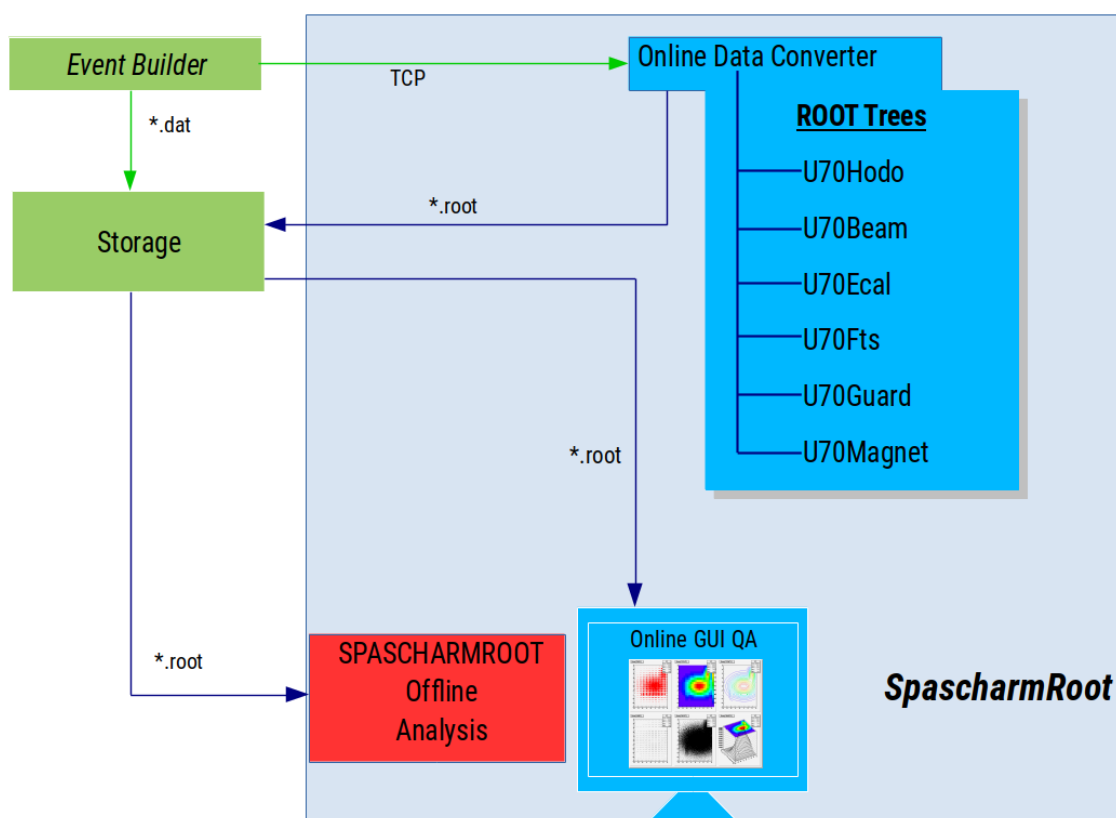 Event Builder
TCP
Online Data Converter
*.dat
ROOT Trees
U70Hodo
U70Beam
U70Ecal
U70Fts
U70Guard
U70Magnet
*.root
Storage
*.root
*.root
SPASCHARMROOT
Offline
Analysis
Online GUI QA
SpascharmRoot